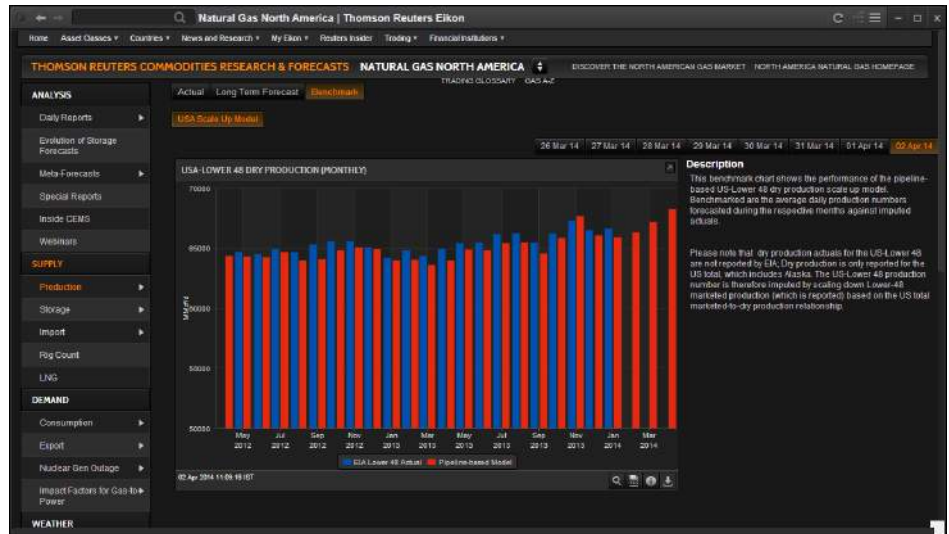 Natural Gas North America | Thomson Reuters Eikon
Home Asset Classes Countries News and Research My Eikon Reuters Insider Trading Financial Institutions
THOMSON REUTERS COMMODITIES RESEARCH & FORECASTS NATURAL GAS NORTH AMERICA DISCOVER THE NORTH AMERICAN GAS MARKET NORTH AMERICA NATURAL GAS HOMEPAGE
TRADING GLOSSARY GAS A-Z
ANALYSIS
Daily Reports
Evolution of Storage
Forecasts
Meta-Forecasts
Special Reports
Inside CEMS
Webinars
SUPPLY
Production
Storage
Import
Rig Count
LNG
DEMAND
Consumption
Export
Nuclear Gen Outage
Impact Factors for Gas-to-
Power
WEATHER
Actual Long Term Forecast Benchmark
USA Scale Up Model
26 Mar 14 27 Mar 14 28 Mar 14 29 Mar 14 30 Mar 14 31 Mar 14 01 Apr 14 02 Apr 14
USA-LOWER 48 DRY PRODUCTION (MONTHLY)
70000
65000
60000
55000
50000
MMcf/d
May 2012 Jul 2012 Sep 2012 Nov 2012 Jan 2013 Mar 2013 May 2013 Jul 2013 Sep 2013 Nov 2013 Jan 2014 Mar 2014
EIA Lower 48 Actual Pipeline-based Model
02 Apr 2014 11:09:19 IST
Description
This benchmark chart shows the performance of the pipeline-
based US-Lower 48 dry production scale up model.
Benchmarked are the average daily production numbers
forecasted during the respective months against imputed
actuals.
Please note that dry production actuals for the US-Lower 48
are not reported by EIA; Dry production is only reported for the
US total, which includes Alaska. The US-Lower 48 production
number is therefore imputed by scaling down Lower-48
marketed production (which is reported) based on the US total
marketed-to-dry production relationship.